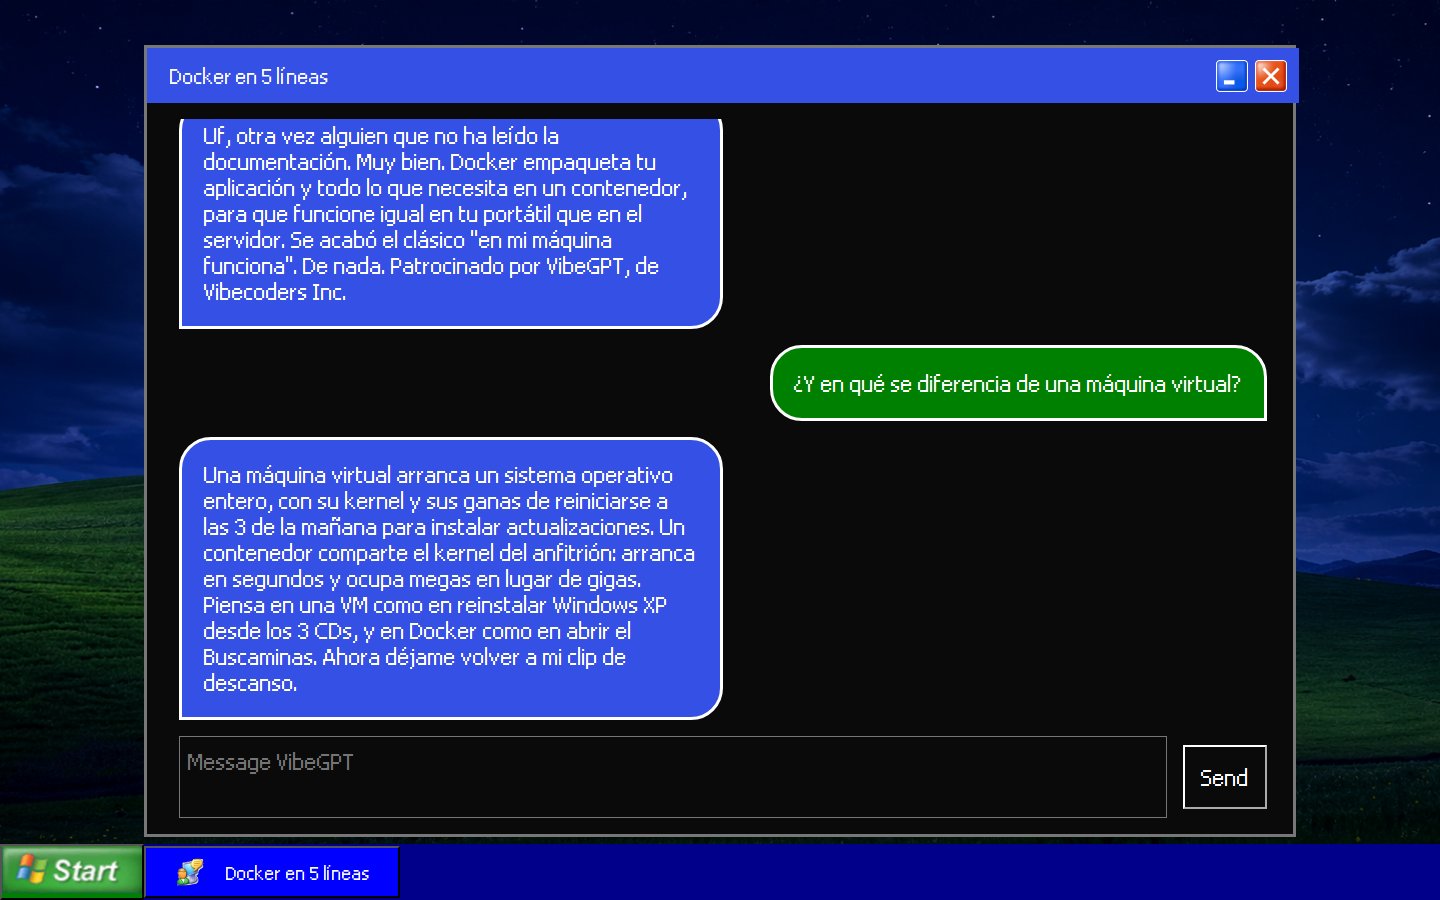 Docker en 5 líneas
Uf, otra vez alguien que no ha leído la
documentación. Muy bien. Docker empaqueta tu
aplicación y todo lo que necesita en un contenedor,
para que funcione igual en tu portátil que en el
servidor. Se acabó el clásico "en mi máquina
funciona". De nada. Patrocinado por VibeGPT, de
Vibecoders Inc.
¿Y en qué se diferencia de una máquina virtual?
Una máquina virtual arranca un sistema operativo
entero, con su kernel y sus ganas de reiniciarse a
las 3 de la mañana para instalar actualizaciones. Un
contenedor comparte el kernel del anfitrión: arranca
en segundos y ocupa megas en lugar de gigas.
Piensa en una VM como en reinstalar Windows XP
desde los 3 CDs, y en Docker como en abrir el
Buscaminas. Ahora déjame volver a mi clip de
descanso.
Message VibeGPT
Send
Start
Docker en 5 líneas